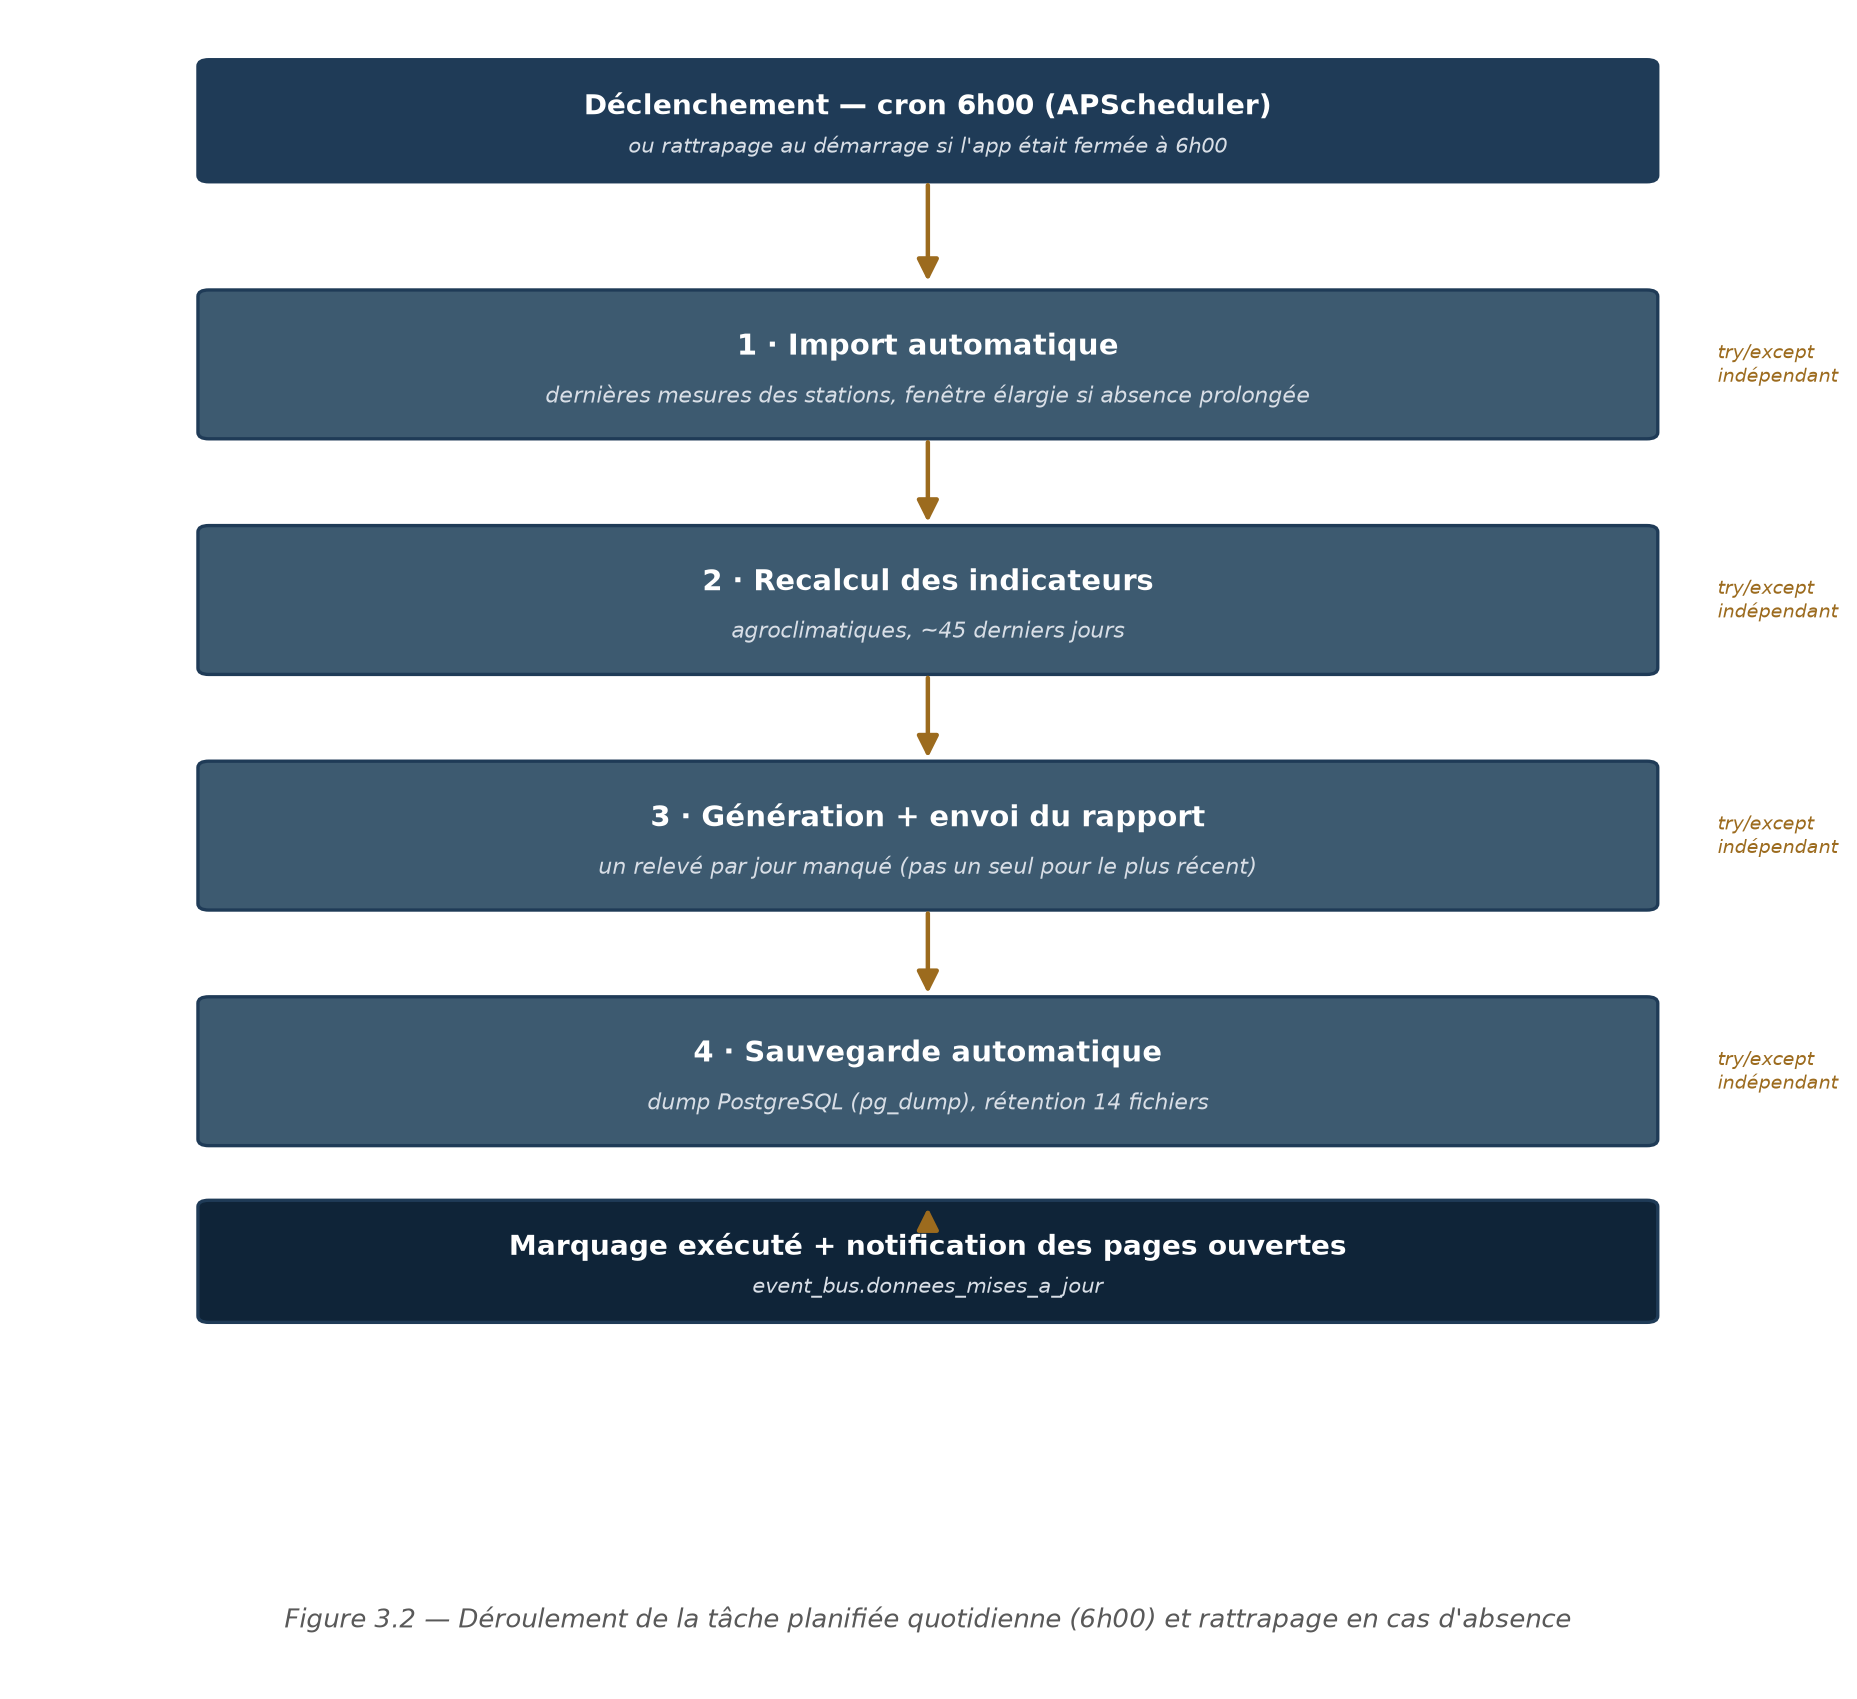 Déclenchement — cron 6h00 (APScheduler)
ou rattrapage au démarrage si l'app était fermée à 6h00
1 · Import automatique
dernières mesures des stations, fenêtre élargie si absence prolongée
try/except
indépendant
2 · Recalcul des indicateurs
agroclimatiques, ~45 derniers jours
try/except
indépendant
3 · Génération + envoi du rapport
un relevé par jour manqué (pas un seul pour le plus récent)
try/except
indépendant
4 · Sauvegarde automatique
dump PostgreSQL (pg_dump), rétention 14 fichiers
try/except
indépendant
Marquage exécuté + notification des pages ouvertes
event_bus.donnees_mises_a_jour
Figure 3.2 — Déroulement de la tâche planifiée quotidienne (6h00) et rattrapage en cas d'absence